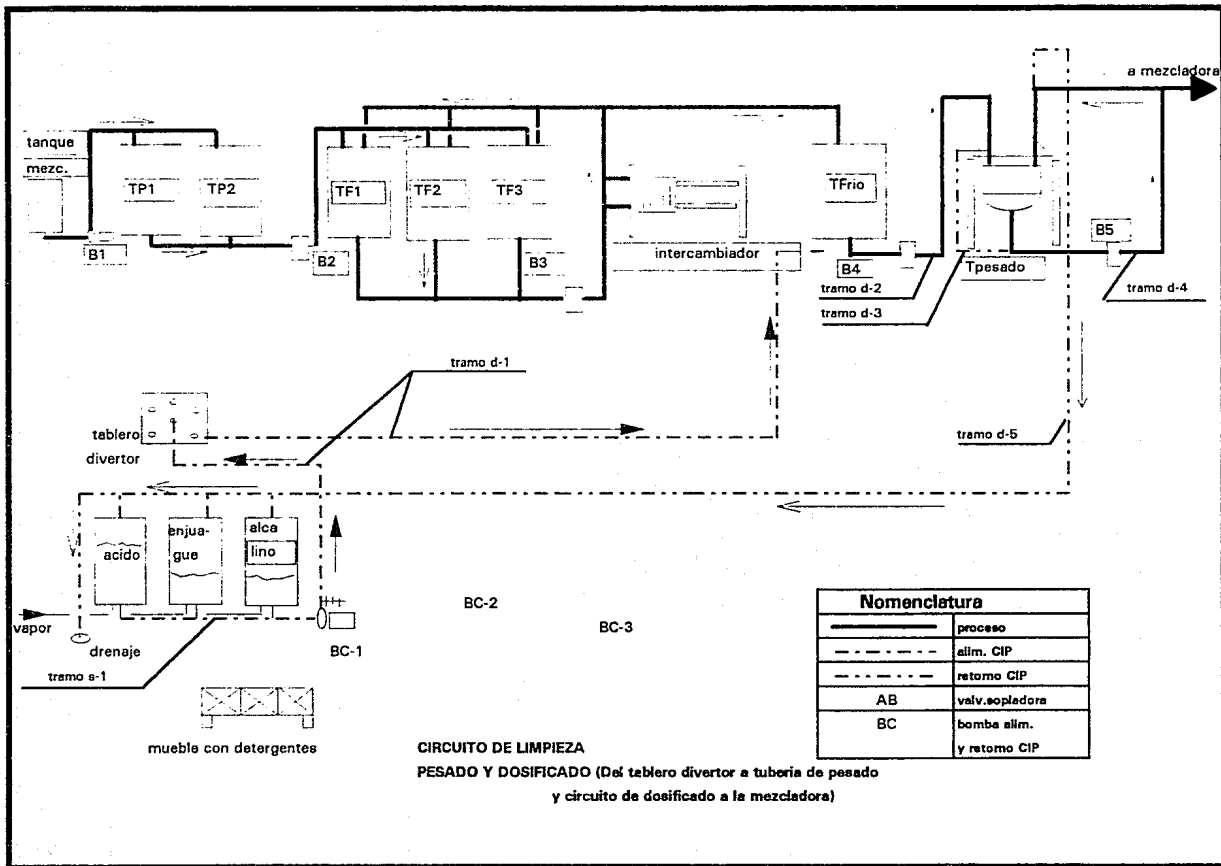 a mezcladora
tanque
mezc.
TP1
TP2
TF1
TF2
TF3
TFrio
B1
B2
B3
intercambiador
B4
Tpesado
B5
tramo d-2
tramo d-3
tramo d-4
tramo d-1
tablero
divertor
tramo d-5
acido
enjua-
gue
alca
lino
vapor
drenaje
BC-1
BC-2
BC-3
tramo s-1
mueble con detergentes
Nomenclatura
proceso
alim. CIP
retorno CIP
AB valv.sopladora
BC bomba alim.
y retorno CIP
CIRCUITO DE LIMPIEZA
PESADO Y DOSIFICADO (Del tablero divertor a tuberia de pesado
y circuito de dosificado a la mezcladora)